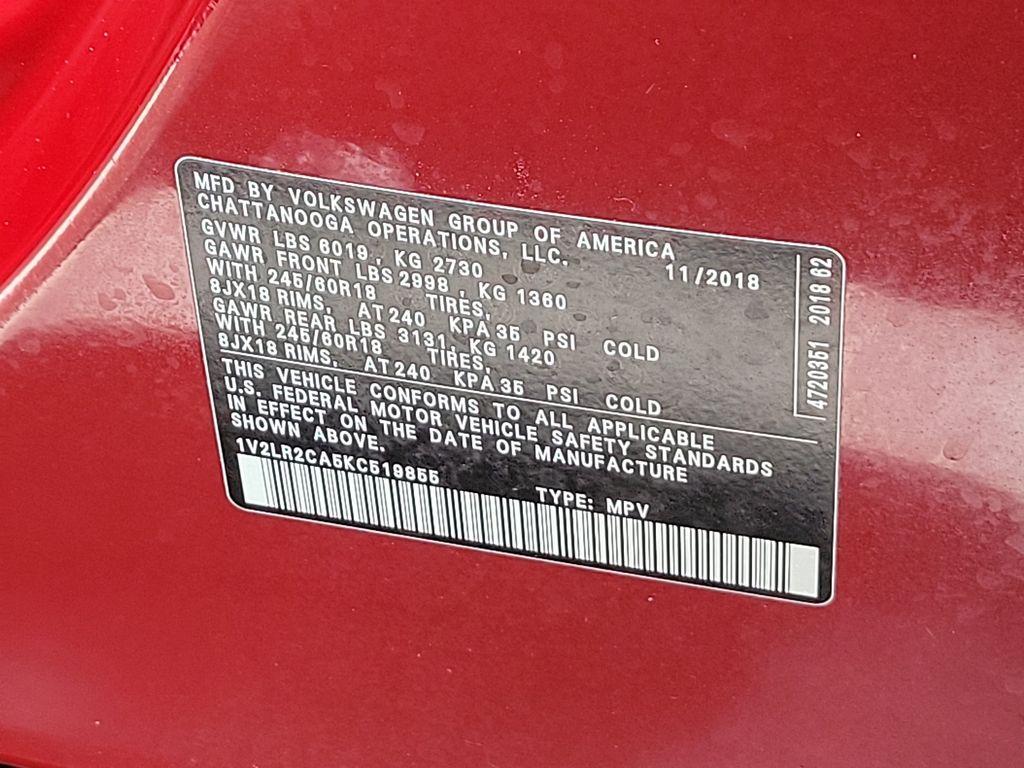 MFD BY VOLKSWAGEN GROUP OF AMERICA
CHATTANOOGA OPERATIONS, LLC.
GVWR LBS 6019, KG 2730 11/2018
GAWR FRONT LBS 2998, KG 1360
WITH 245/60R18 TIRES,
8JX18 RIMS, AT 240 KPA 35 PSI COLD
GAWR REAR LBS 3131, KG 1420
WITH 245/60R18 TIRES,
8JX18 RIMS. AT 240 KPA 35 PSI COLD
THIS VEHICLE CONFORMS TO ALL APPLICABLE
U.S. FEDERAL MOTOR VEHICLE SAFETY STANDARDS
IN EFFECT ON THE DATE OF MANUFACTURE
SHOWN ABOVE.
1V2LR2CA5KC519855 TYPE: MPV
4720351 2018 62